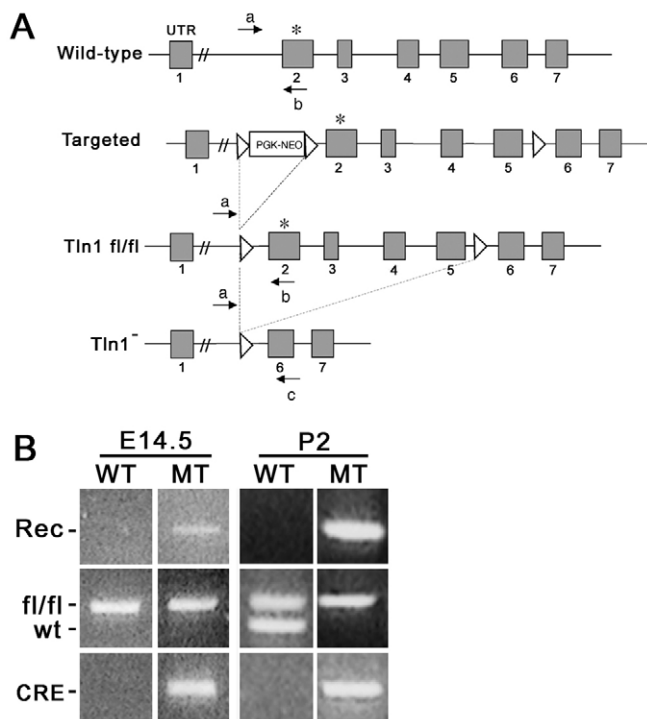 A
UTR
a
*
Wild-type
1
//
2
3
4
5
6
7
b
*
Targeted
1
//
PGK-NEO
2
3
4
5
6
7
a
*
Tln1 fl/fl
1
//
2
3
4
5
6
7
b
a
Tln1⁻
1
//
6
7
c
B
E14.5 P2
WT MT WT MT
Rec-
fl/fl-
wt-
CRE-